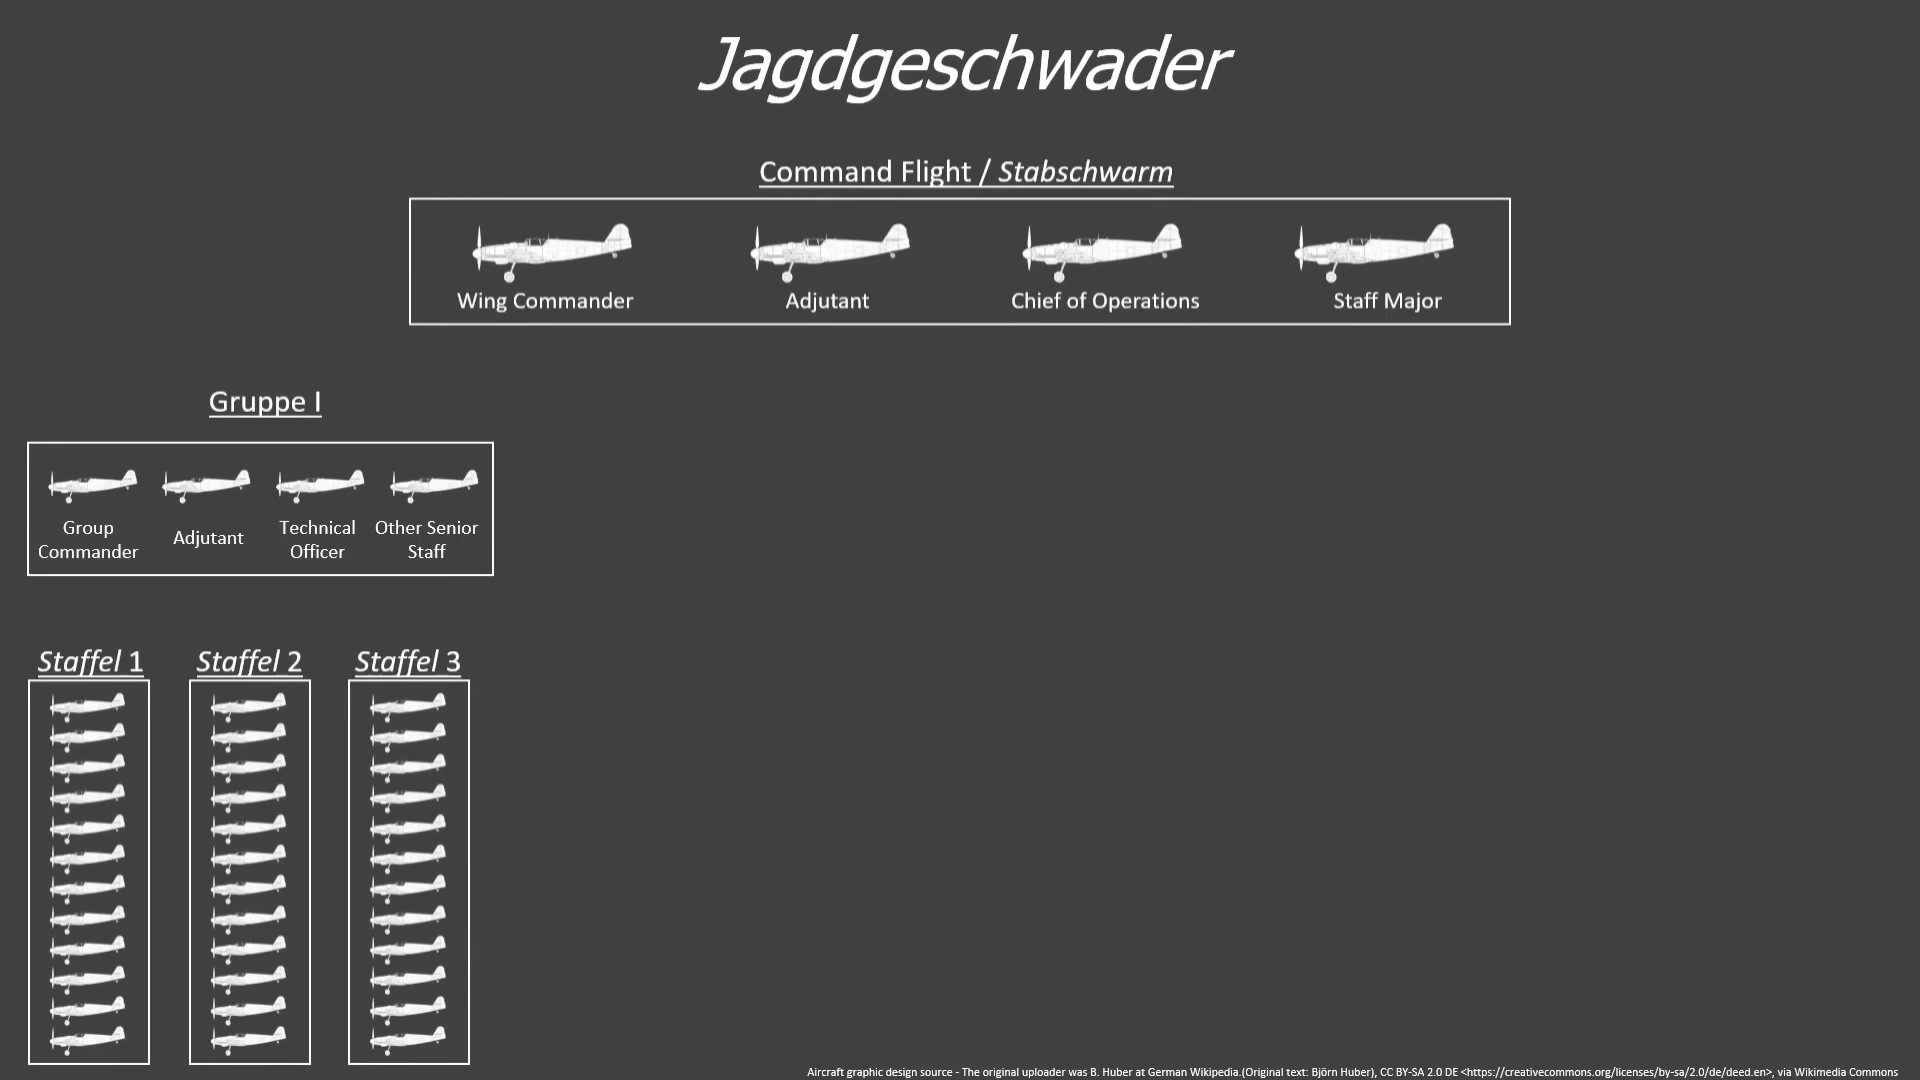 Jagdgeschwader
Command Flight / Stabschwarm
Wing Commander
Adjutant
Chief of Operations
Staff Major
Gruppe I
Group
Commander
Adjutant
Technical
Officer
Other Senior
Staff
Staffel 1
Staffel 2
Staffel 3
Aircraft graphic design source - The original uploader was B. Huber at German Wikipedia.(Original text: Björn Huber), CC BY-SA 2.0 DE <https://creativecommons.org/licenses/by-sa/2.0/de/deed.en>, via Wikimedia Commons